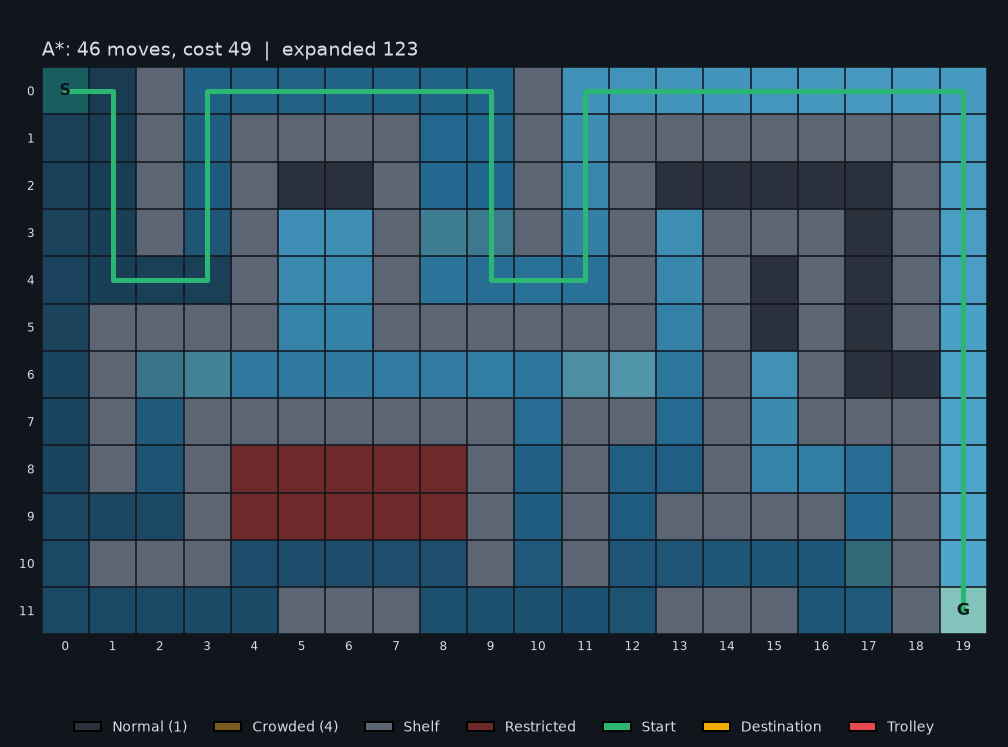 A*: 46 moves, cost 49 | expanded 123
S
0
1
2
3
4
5
6
7
8
9
10
11
G
0 1 2 3 4 5 6 7 8 9 10 11 12 13 14 15 16 17 18 19
Normal (1) Crowded (4) Shelf Restricted Start Destination Trolley